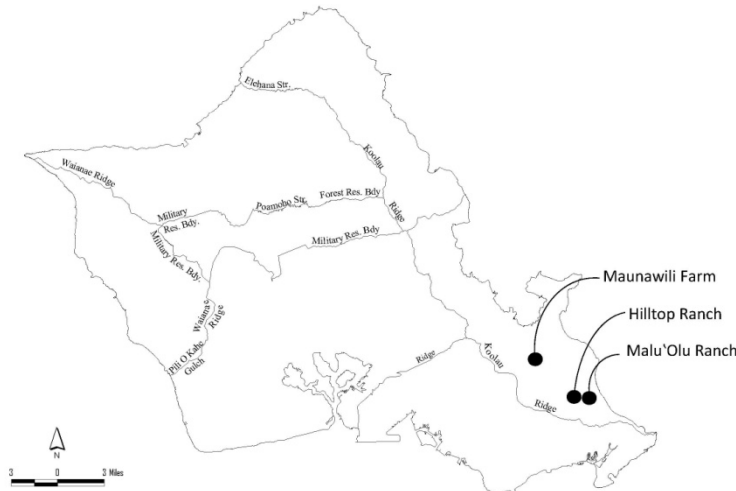 Elehana Str.
Koolau
Waianae Ridge
Forest Res. Bdy
Poamoho Str.
Military
Res. Bdy.
Ridge
Military Res. Bdy
Military Res. Bdy.
Maunawili Farm
Waianae
Ridge
Hilltop Ranch
Ridge
Koolau
Malu‘Olu Ranch
Pili O Kahe
Gulch
Ridge
N
3 0 3 Miles